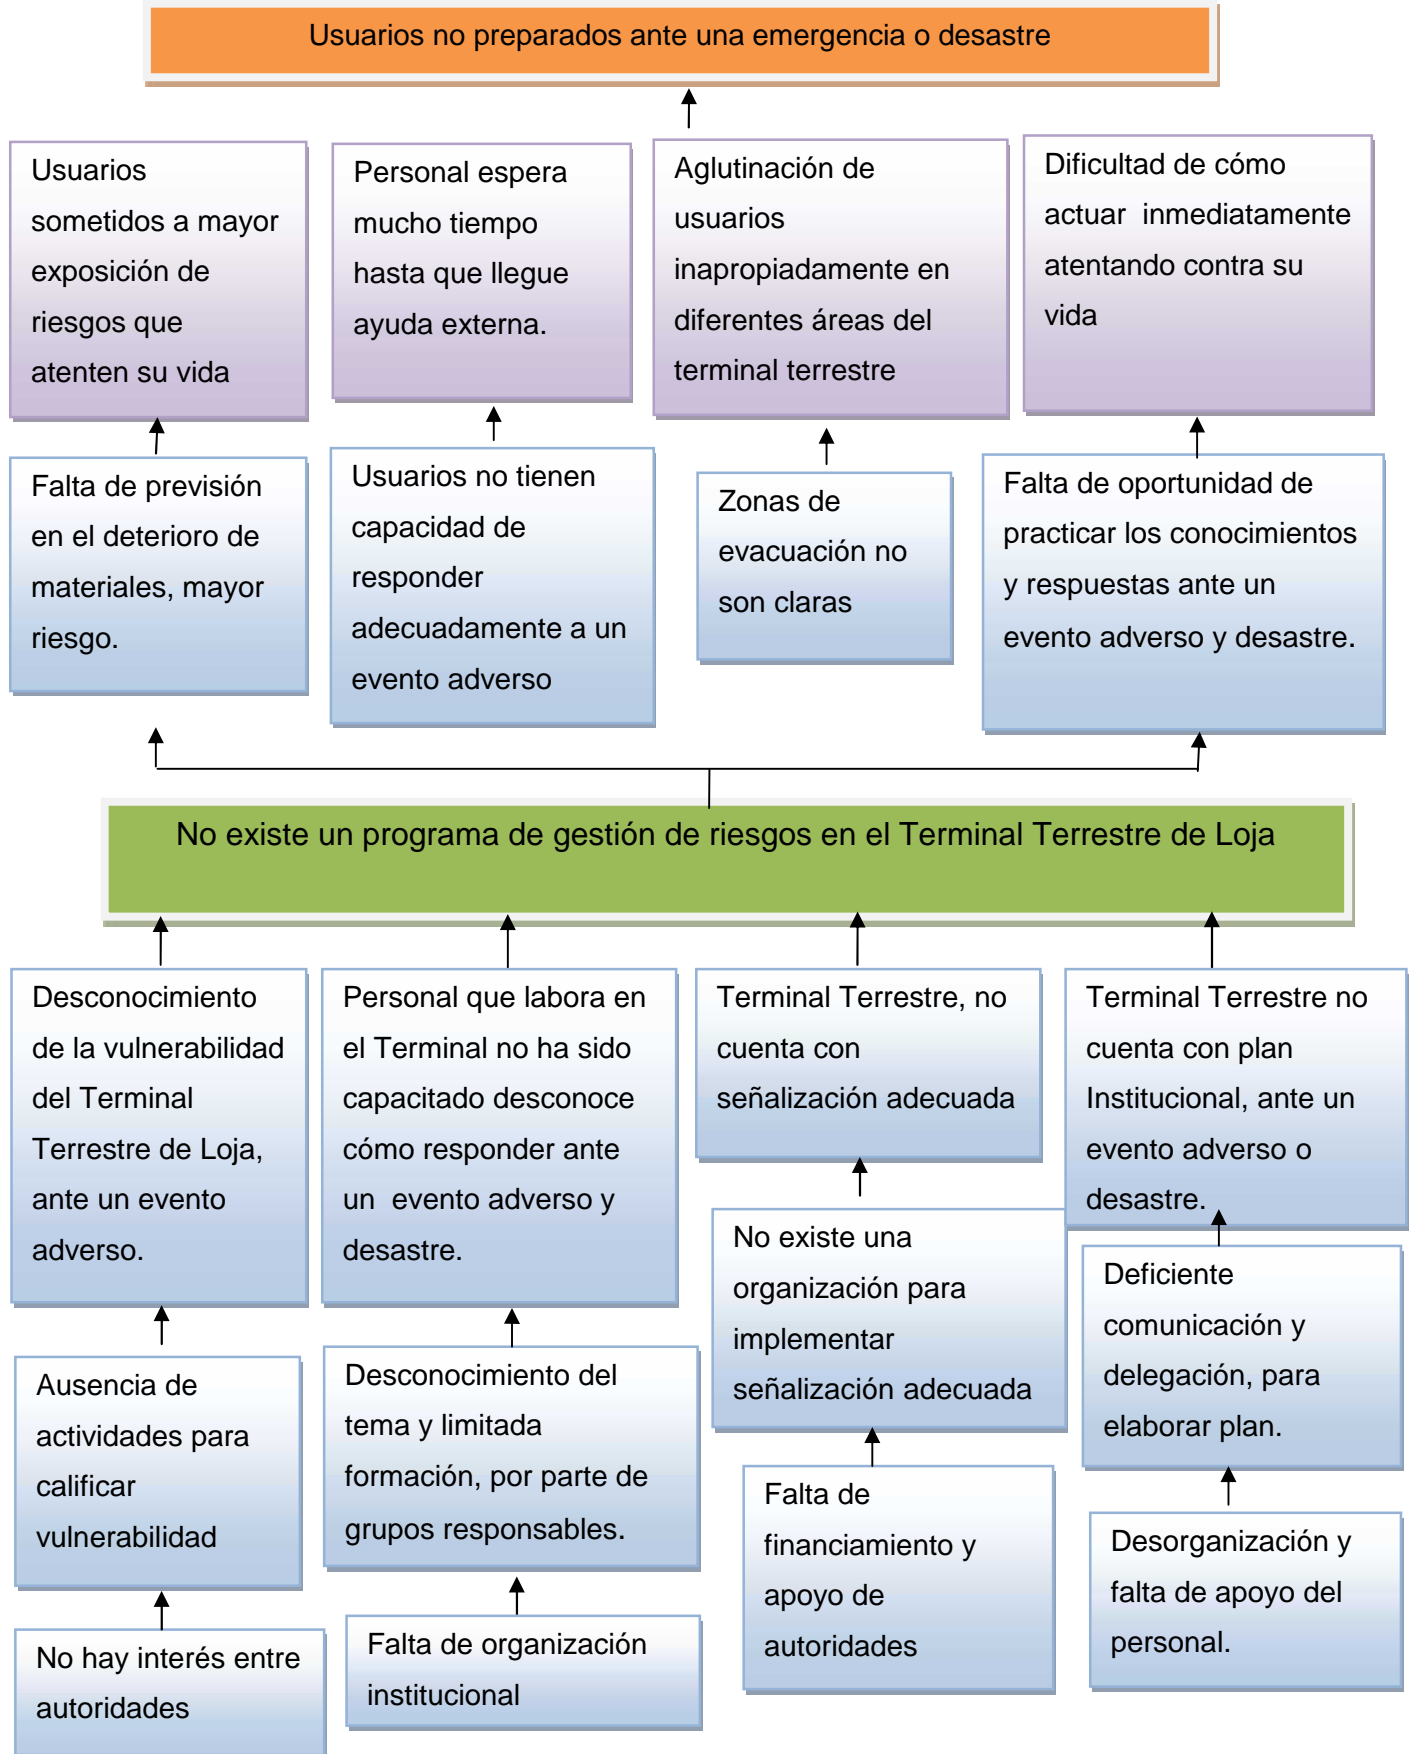 Usuarios no preparados ante una emergencia o desastre
Usuarios
sometidos a mayor
exposición de
riesgos que
atenten su vida
Personal espera
mucho tiempo
hasta que llegue
ayuda externa.
Aglutinación de
usuarios
inapropiadamente en
diferentes áreas del
terminal terrestre
Dificultad de cómo
actuar  inmediatamente
atentando contra su
vida
Falta de previsión
en el deterioro de
materiales, mayor
riesgo.
Usuarios no tienen
capacidad de
responder
adecuadamente a un
evento adverso
Zonas de
evacuación no
son claras
Falta de oportunidad de
practicar los conocimientos
y respuestas ante un
evento adverso y desastre.
No existe un programa de gestión de riesgos en el Terminal Terrestre de Loja
Desconocimiento
de la vulnerabilidad
del Terminal
Terrestre de Loja,
ante un evento
adverso.
Personal que labora en
el Terminal no ha sido
capacitado desconoce
cómo responder ante
un  evento adverso y
desastre.
Terminal Terrestre, no
cuenta con
señalización adecuada
Terminal Terrestre no
cuenta con plan
Institucional, ante un
evento adverso o
desastre.
Ausencia de
actividades para
calificar
vulnerabilidad
Desconocimiento del
tema y limitada
formación, por parte de
grupos responsables.
No existe una
organización para
implementar
señalización adecuada
Deficiente
comunicación y
delegación, para
elaborar plan.
No hay interés entre
autoridades
Falta de organización
institucional
Falta de
financiamiento y
apoyo de
autoridades
Desorganización y
falta de apoyo del
personal.